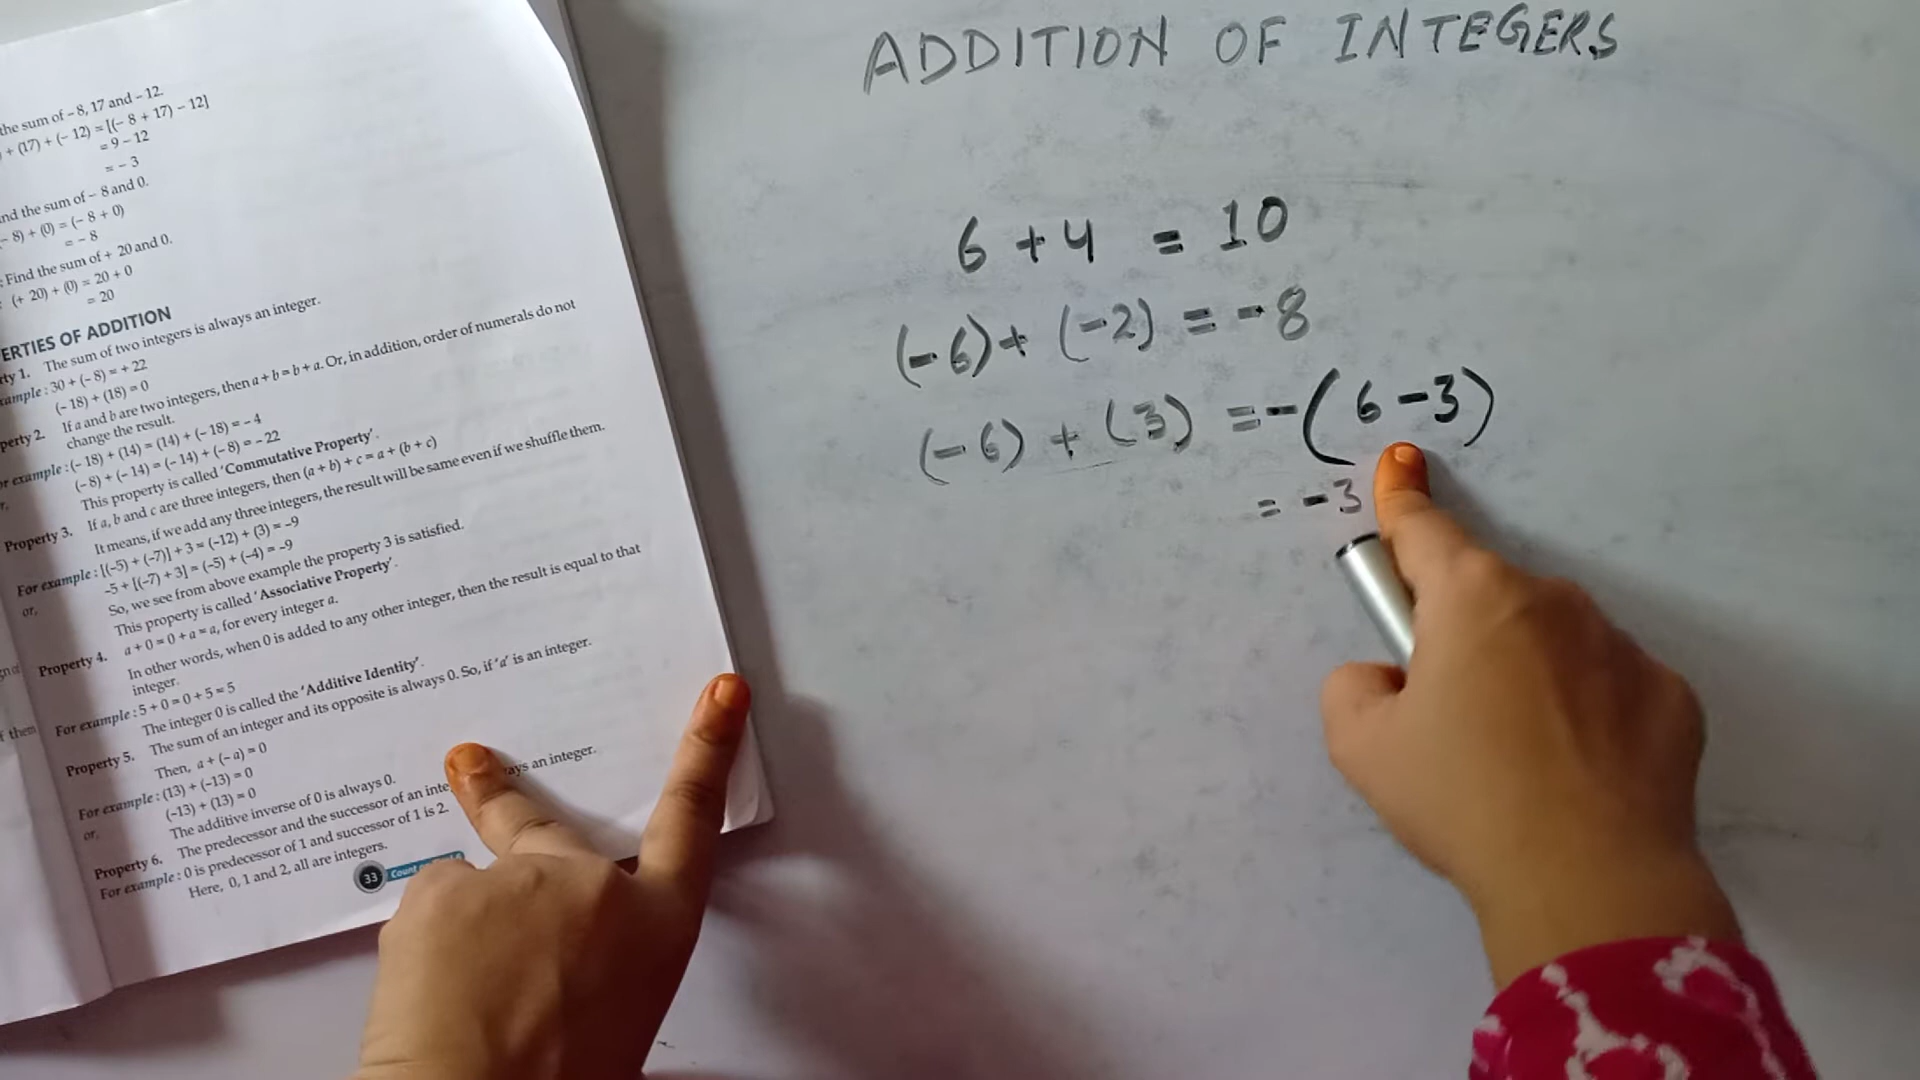 the sum of – 8, 17 and – 12.
+ (17) + (– 12) = [(– 8 + 17) – 12]
= 9 – 12
= – 3
nd the sum of – 8 and 0.
– 8) + (0) = (– 8 + 0)
= – 8
: Find the sum of + 20 and 0.
(+ 20) + (0) = 20 + 0
= 20
ERTIES OF ADDITION
ty 1. The sum of two integers is always an integer.
xample : 30 + (– 8) = + 22
(– 18) + (18) = 0
perty 2. If a and b are two integers, then a + b = b + a. Or, in addition, order of numerals do not
change the result.
or example : (– 18) + (14) = (14) + (– 18) = – 4
r, (– 8) + (– 14) = (– 14) + (– 8) = – 22
This property is called 'Commutative Property'.
Property 3. If a, b and c are three integers, then (a + b) + c = a + (b + c)
It means, if we add any three integers, the result will be same even if we shuffle them.
For example : [(–5) + (–7)] + 3 = (–12) + (3) = –9
or, –5 + [(–7) + 3] = (–5) + (–4) = –9
So, we see from above example the property 3 is satisfied.
This property is called 'Associative Property'.
Property 4. a + 0 = 0 + a = a, for every integer a.
In other words, when 0 is added to any other integer, then the result is equal to that
integer.
For example : 5 + 0 = 0 + 5 = 5
The integer 0 is called the 'Additive Identity'.
Property 5. The sum of an integer and its opposite is always 0. So, if 'a' is an integer.
Then, a + (– a) = 0
For example : (13) + (–13) = 0
or, (–13) + (13) = 0
The additive inverse of 0 is always 0.
Property 6. The predecessor and the successor of an inte ays an integer.
For example : 0 is predecessor of 1 and successor of 1 is 2.
Here, 0, 1 and 2, all are integers.
33 Count
them
ADDITION OF INTEGERS
6 + 4 = 10
(-6) + (-2) = -8
(-6) + (3) = -(6-3)
= -3